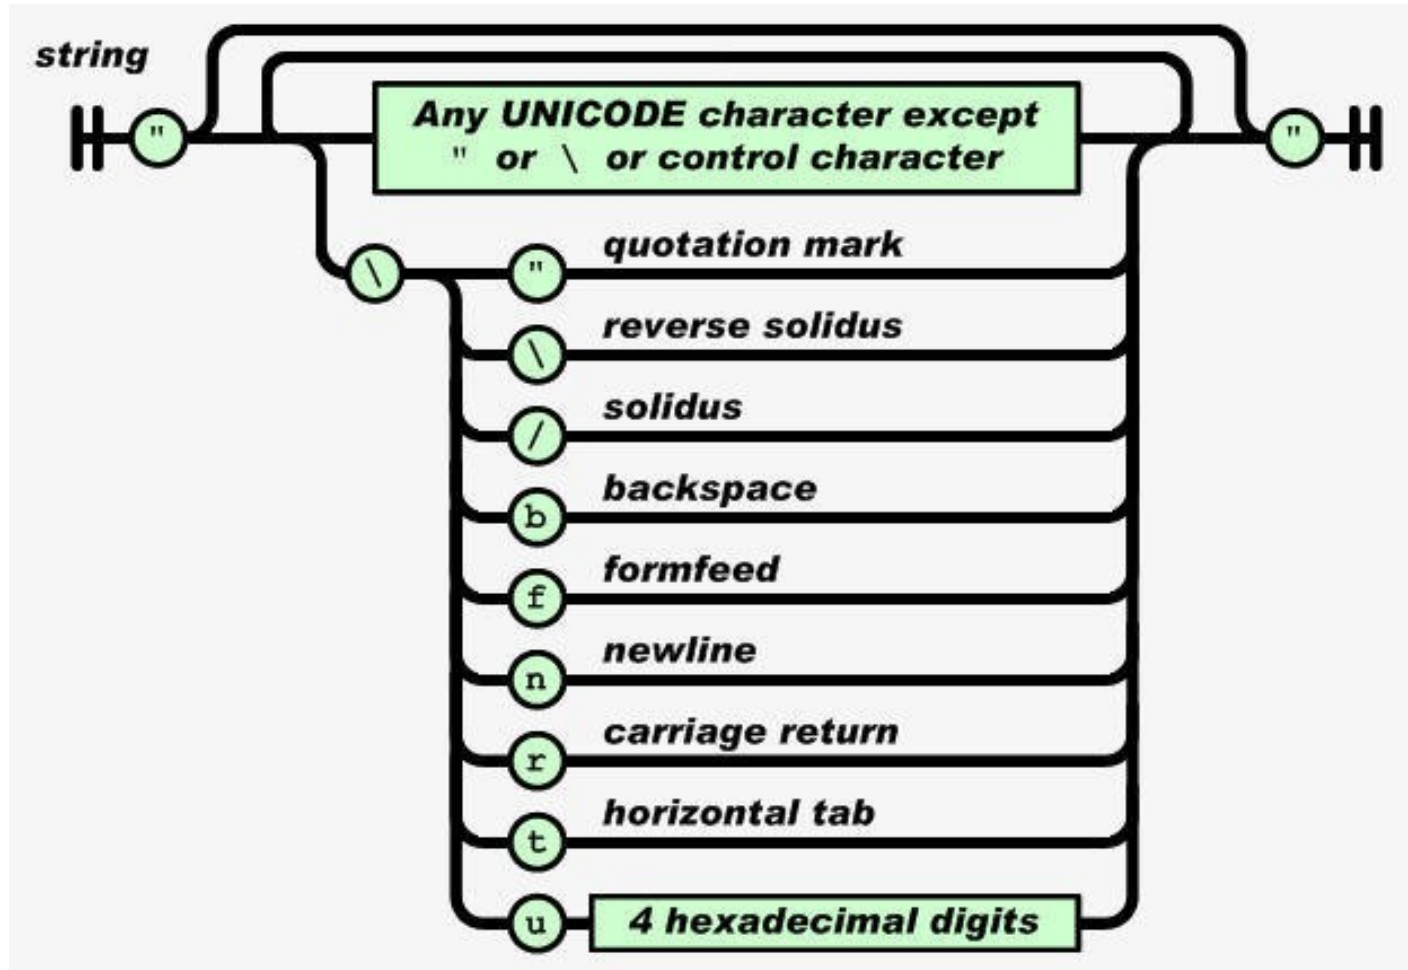 string
" Any UNICODE character except "
" or \ or control character
\ " quotation mark
\ reverse solidus
/ solidus
b backspace
f formfeed
n newline
r carriage return
t horizontal tab
u 4 hexadecimal digits